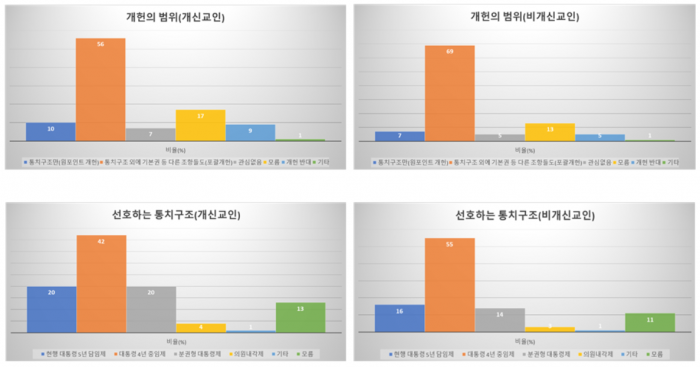 개헌의 범위(개신교인)
10
56
7
17
9
1
비율(%)
통치구조만(원포인트 개헌) 통치구조 외에 기본권 등 다른 조항들도(포괄개헌) 관심없음 모름 개헌 반대 기타
개헌의 범위(비개신교인)
7
69
5
13
5
1
비율(%)
통치구조만(원포인트 개헌) 통치구조 외에 기본권 등 다른 조항들도(포괄개헌) 관심없음 모름 개헌 반대 기타
선호하는 통치구조(개신교인)
20
42
20
4
1
13
비율(%)
현행 대통령 5년 단임제 대통령 4년 중임제 분권형 대통령제 의원내각제 기타 모름
선호하는 통치구조(비개신교인)
16
55
14
11
비율(%)
현행 대통령 5년 단임제 대통령 4년 중임제 분권형 대통령제 의원내각제 기타 모름